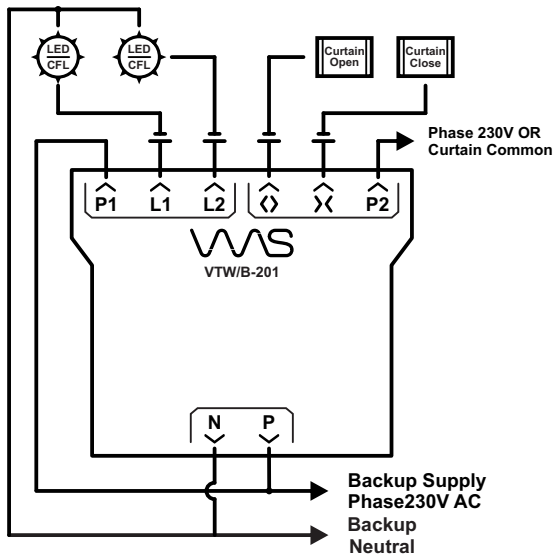 LED
CFL
LED
CFL
Curtain
Open
Curtain
Close
Phase 230V OR
Curtain Common
P1 L1 L2 <> >< P2
VTW/B-201
N P
Backup Supply
Phase230V AC
Backup
Neutral